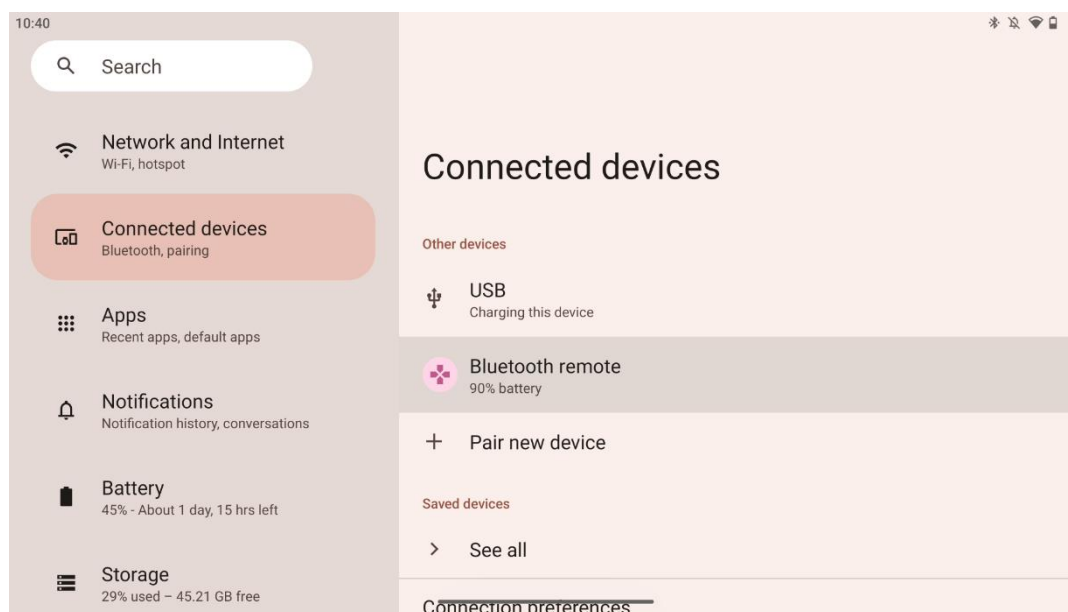 10:40
Search
Network and Internet
Wi-Fi, hotspot
Connected devices
Bluetooth, pairing
Apps
Recent apps, default apps
Notifications
Notification history, conversations
Battery
45% - About 1 day, 15 hrs left
Storage
29% used – 45.21 GB free
Connected devices
Other devices
USB
Charging this device
Bluetooth remote
90% battery
Pair new device
Saved devices
See all
Connection preferences